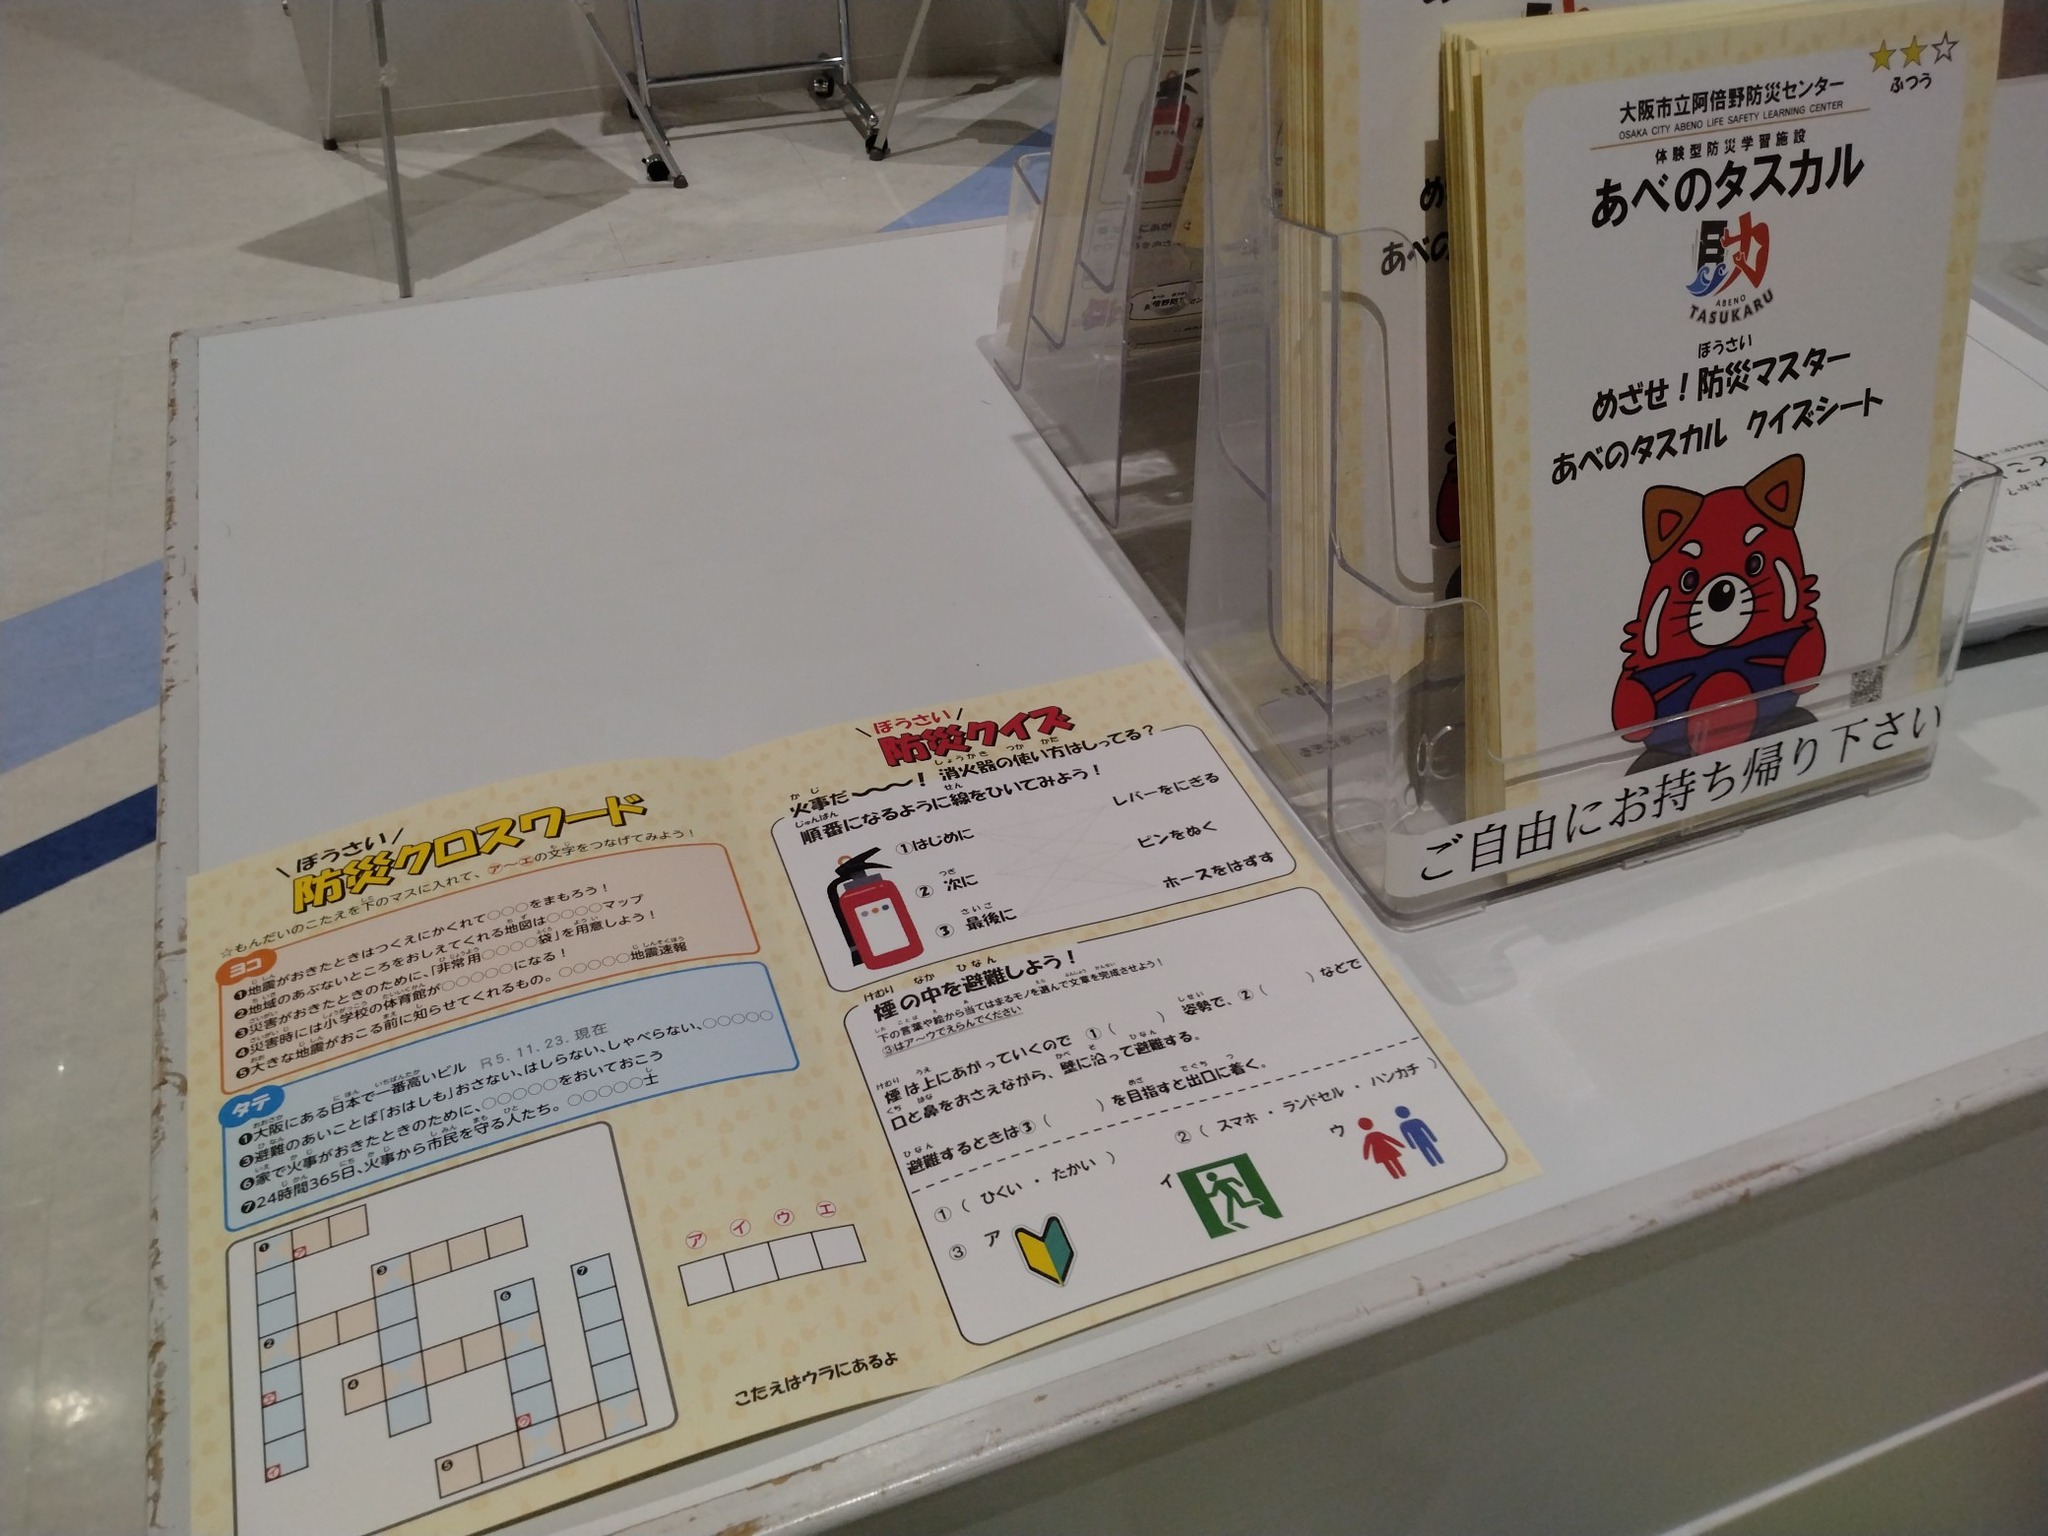 ほうさい
防災クロスワード
☆もんだいのこたえを下のマスに入れて、ア〜エの文字をつなげてみよう！
ヨコ
❶地震がおきたときはつくえにかくれて○○○をまもろう！
❷地域のあぶないところをおしえてくれる地図は○○○○マップ
❸災害がおきたときのために、「非常用○○○○袋」を用意しよう！
❹災害時には小学校の体育館が○○○○○になる！
❺大きな地震がおこる前に知らせてくれるもの。○○○○○地震速報
タテ
❶大阪にある日本で一番高いビル R5.11.23.現在
❸避難のあいことば「おはしも」おさない、はしらない、しゃべらない、○○○○○
❻家で火事がおきたときのために、○○○○○をおいておこう
❼24時間365日、火事から市民を守る人たち。○○○○○士
ア イ ウ エ
こたえはウラにあるよ
ほうさい
防災クイズ
火事だ〜〜〜！ 消火器の使い方はしってる？
順番になるように線をひいてみよう！
①はじめに
②次に
③最後に
レバーをにぎる
ピンをぬく
ホースをはずす
煙の中を避難しよう！
下の言葉や絵から当てはまるモノを選んで文章を完成させよう！
③はア〜ウでえらんでください
煙は上にあがっていくので ①（ ）姿勢で、②（ ）などで
口と鼻をおさえながら、壁に沿って避難する。
避難するときは③（ ）を目指すと出口に着く。
①（ ひくい ・ たかい ）
②（ スマホ ・ ランドセル ・ ハンカチ ）
③ ア
イ
ウ
ふつう
大阪市立阿倍野防災センター
OSAKA CITY ABENO LIFE SAFETY LEARNING CENTER
体験型防災学習施設
あべのタスカル
助
ABENO
TASUKARU
ほうさい
めざせ！防災マスター
あべのタスカル クイズシート
ご自由にお持ち帰り下さい